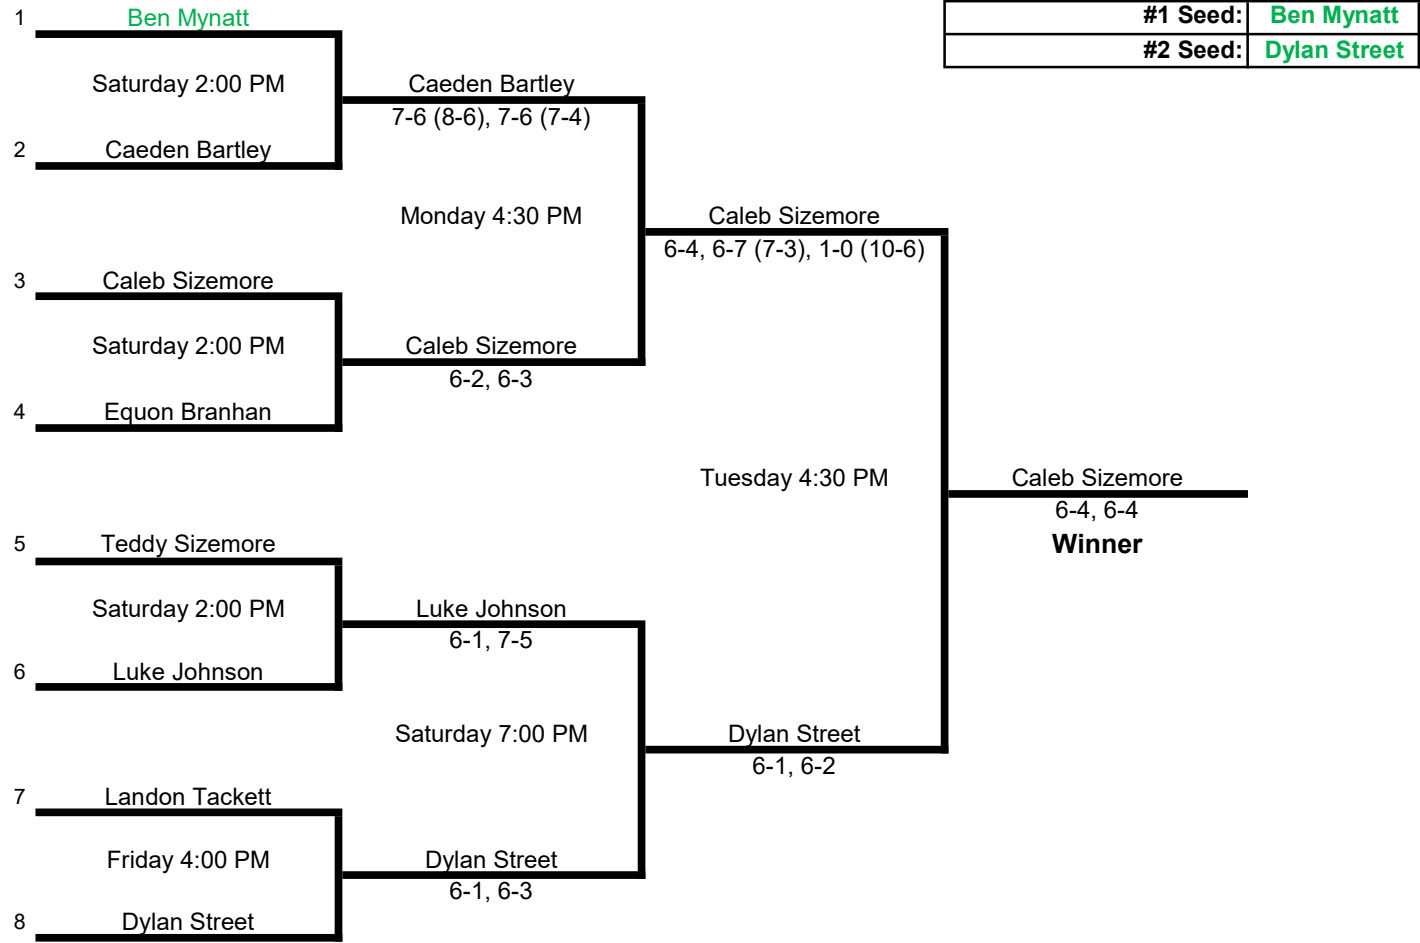 1 Ben Mynatt
#1 Seed: Ben Mynatt
#2 Seed: Dylan Street
Saturday 2:00 PM
Caeden Bartley
7-6 (8-6), 7-6 (7-4)
2 Caeden Bartley
Monday 4:30 PM
Caleb Sizemore
6-4, 6-7 (7-3), 1-0 (10-6)
3 Caleb Sizemore
Saturday 2:00 PM
Caleb Sizemore
6-2, 6-3
4 Equon Branhan
Tuesday 4:30 PM
Caleb Sizemore
6-4, 6-4
Winner
5 Teddy Sizemore
Saturday 2:00 PM
Luke Johnson
6-1, 7-5
6 Luke Johnson
Saturday 7:00 PM
Dylan Street
6-1, 6-2
7 Landon Tackett
Friday 4:00 PM
Dylan Street
6-1, 6-3
8 Dylan Street